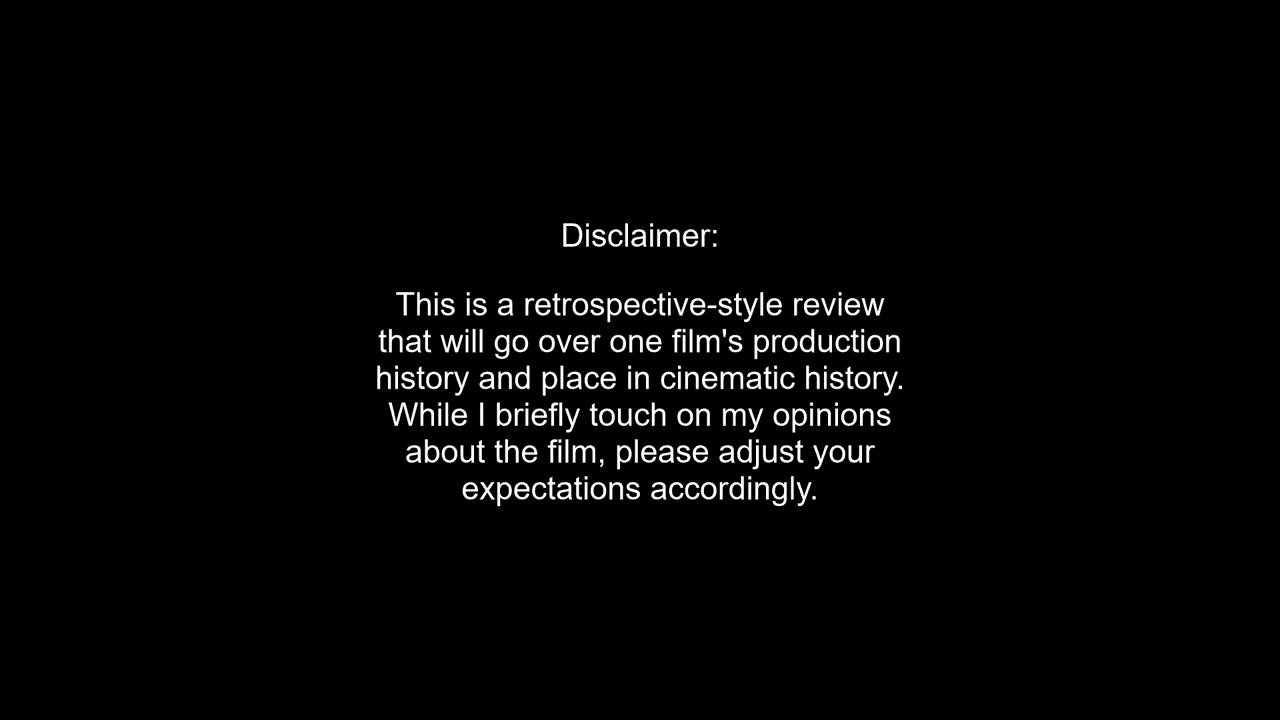 Disclaimer:
This is a retrospective-style review
that will go over one film's production
history and place in cinematic history.
While I briefly touch on my opinions
about the film, please adjust your
expectations accordingly.